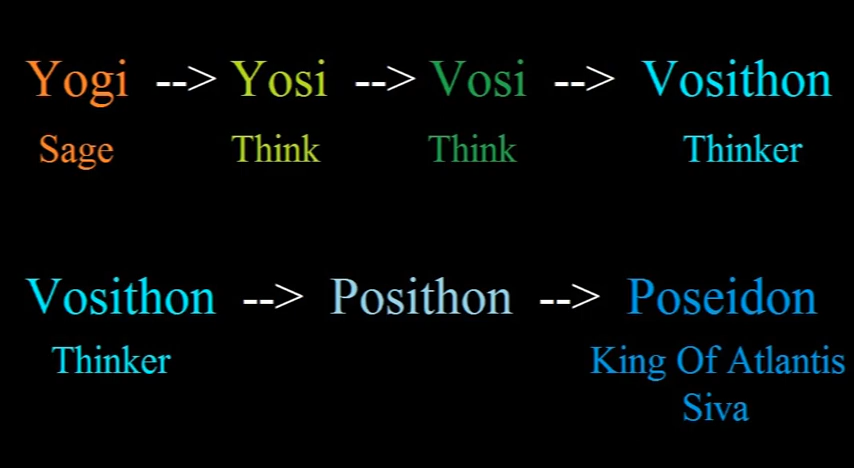 Yogi --> Yosi --> Vosi --> Vosithon
Sage Think Think Thinker
Vosithon --> Posithon --> Poseidon
Thinker King Of Atlantis
Siva